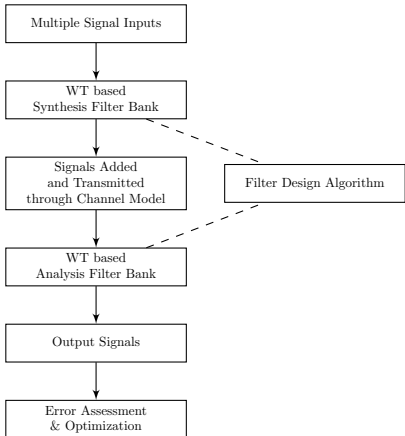 Multiple Signal Inputs
WT based
Synthesis Filter Bank
Signals Added
and Transmitted
through Channel Model
Filter Design Algorithm
WT based
Analysis Filter Bank
Output Signals
Error Assessment
& Optimization